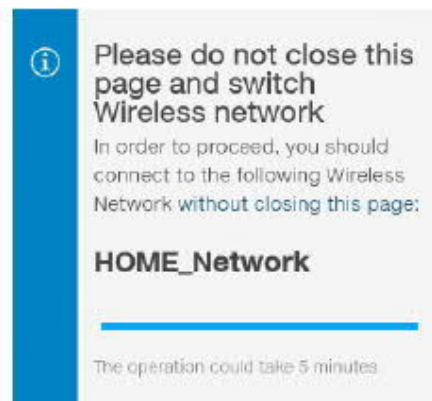 Please do not close this
page and switch
Wireless network
In order to proceed, you should
connect to the following Wireless
Network without closing this page:
HOME_Network
The operation could take 5 minutes